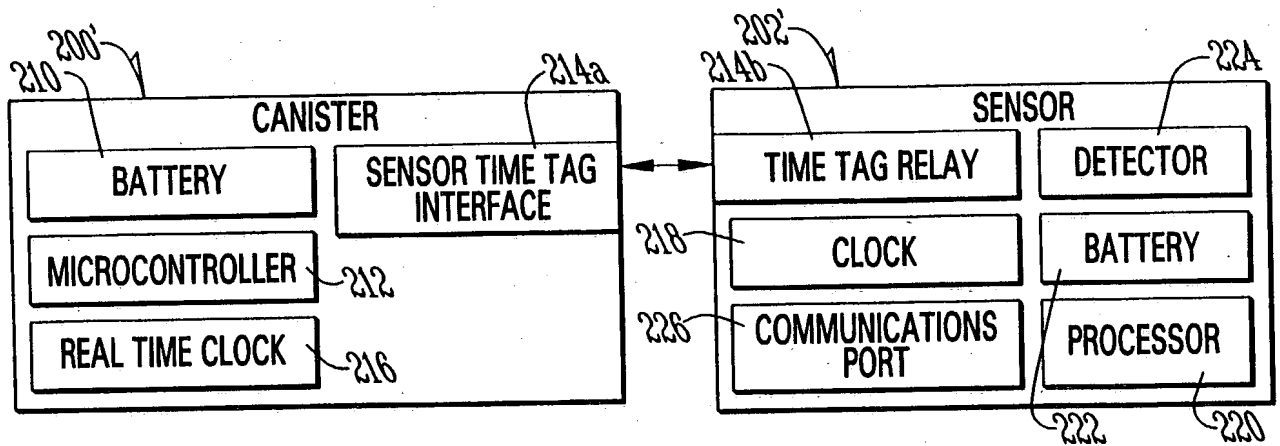 200'
210
214a
CANISTER
BATTERY
SENSOR TIME TAG
INTERFACE
MICROCONTROLLER
212
REAL TIME CLOCK
216
202'
214b
224
SENSOR
TIME TAG RELAY
DETECTOR
218
CLOCK
BATTERY
226
COMMUNICATIONS
PORT
PROCESSOR
222
220